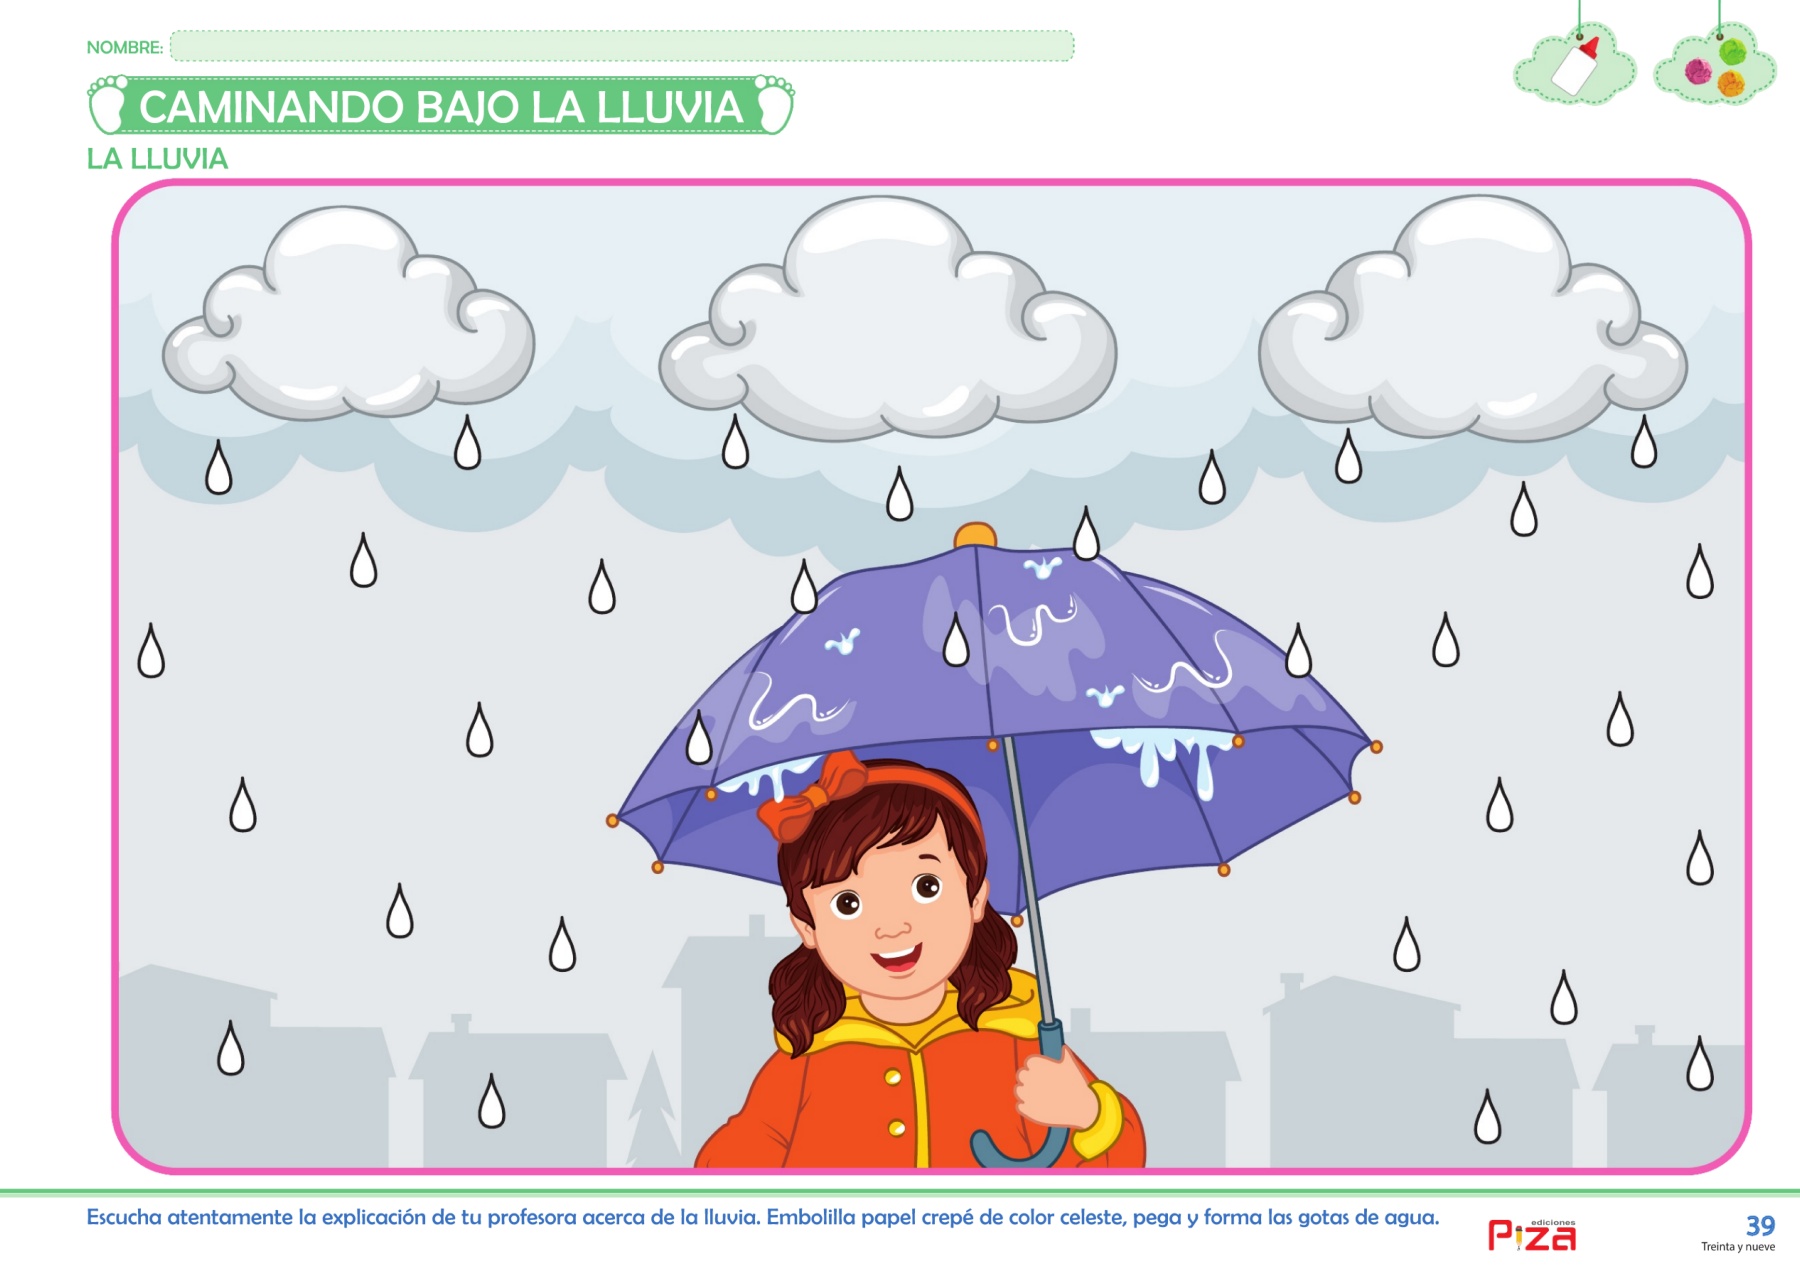 NOMBRE:
CAMINANDO BAJO LA LLUVIA
LA LLUVIA
Escucha atentamente la explicación de tu profesora acerca de la lluvia. Embolilla papel crepé de color celeste, pega y forma las gotas de agua.
ediciones
Piza
39
Treinta y nueve